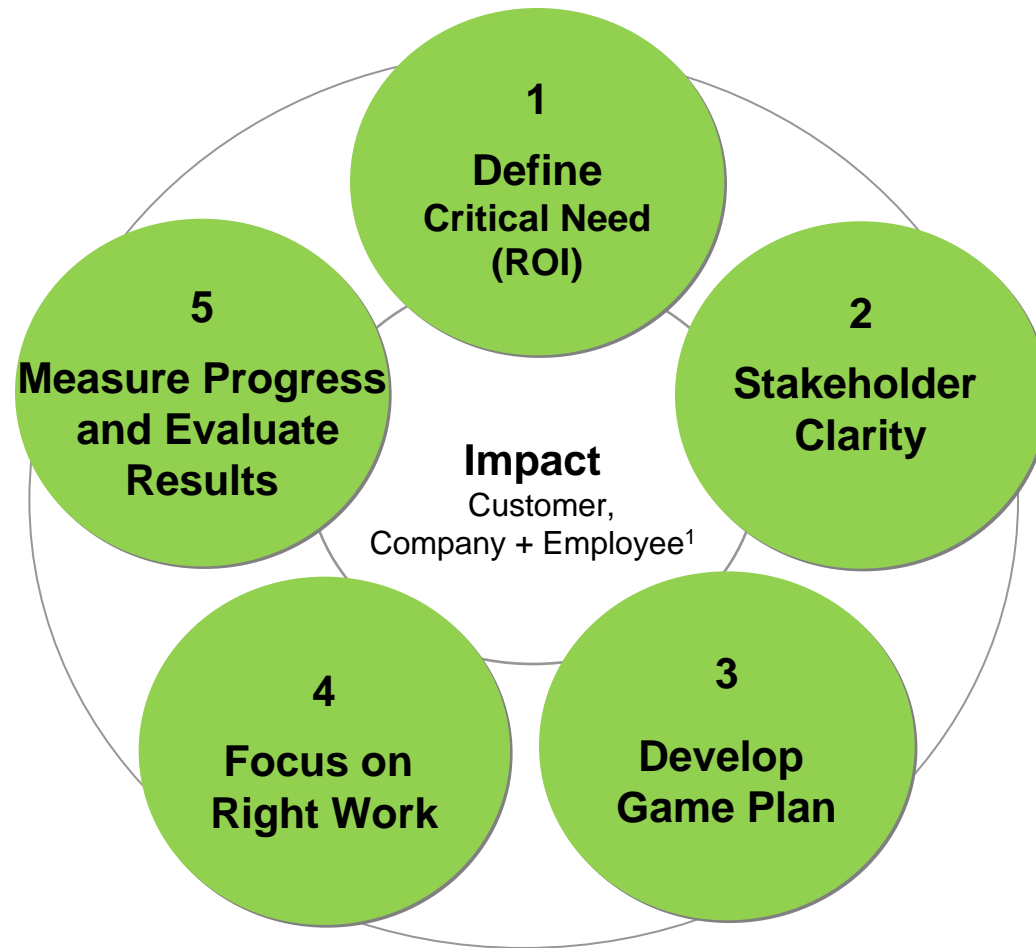 1
Define
Critical Need
(ROI)
2
Stakeholder
Clarity
3
Develop
Game Plan
4
Focus on
Right Work
5
Measure Progress
and Evaluate
Results
Impact
Customer,
Company + Employee¹